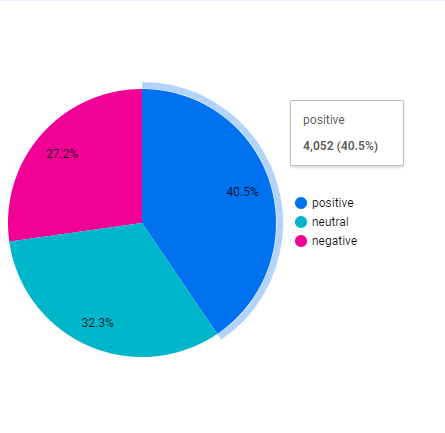 positive
4,052 (40.5%)
27.2%
40.5%
positive
neutral
negative
32.3%